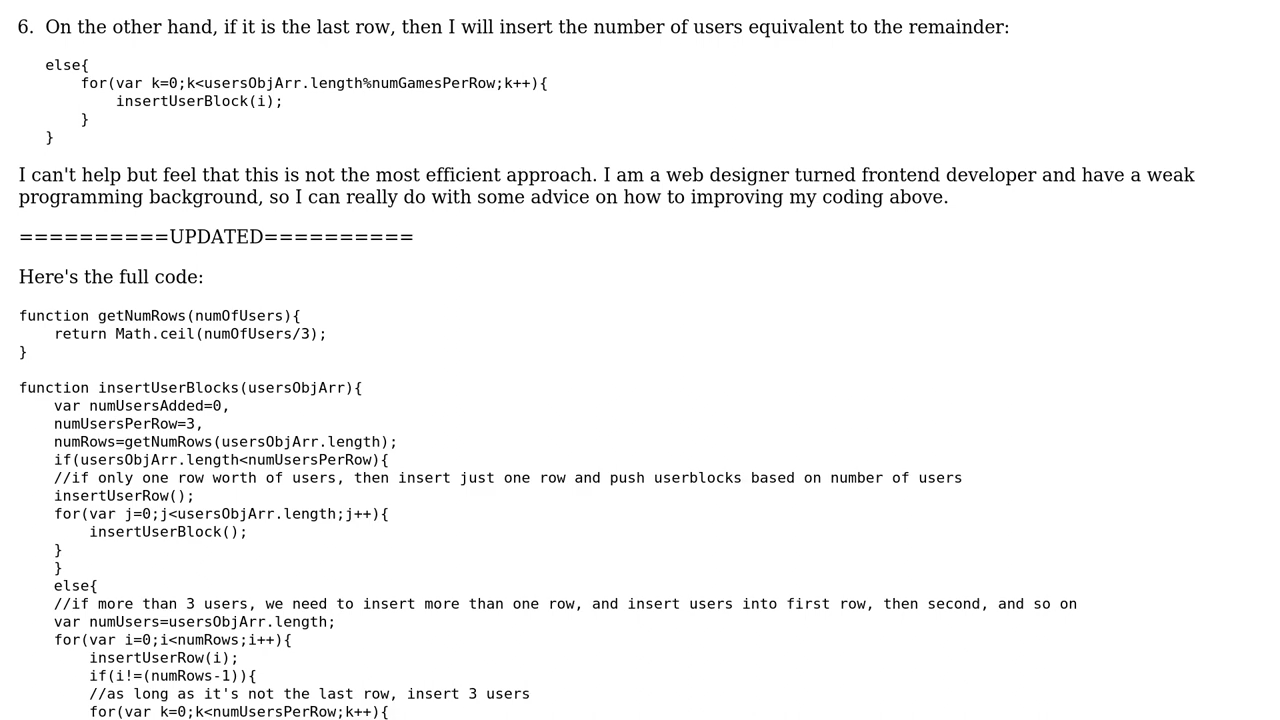 6. On the other hand, if it is the last row, then I will insert the number of users equivalent to the remainder:
else{
    for(var k=0;k<usersObjArr.length%numGamesPerRow;k++){
        insertUserBlock(i);
    }
}
I can't help but feel that this is not the most efficient approach. I am a web designer turned frontend developer and have a weak
programming background, so I can really do with some advice on how to improving my coding above.
==========UPDATED==========
Here's the full code:
function getNumRows(numOfUsers){
    return Math.ceil(numOfUsers/3);
}
function insertUserBlocks(usersObjArr){
    var numUsersAdded=0,
    numUsersPerRow=3,
    numRows=getNumRows(usersObjArr.length);
    if(usersObjArr.length<numUsersPerRow){
    //if only one row worth of users, then insert just one row and push userblocks based on number of users
    insertUserRow();
    for(var j=0;j<usersObjArr.length;j++){
        insertUserBlock();
    }
    }
    else{
    //if more than 3 users, we need to insert more than one row, and insert users into first row, then second, and so on
    var numUsers=usersObjArr.length;
    for(var i=0;i<numRows;i++){
        insertUserRow(i);
        if(i!=(numRows-1)){
        //as long as it's not the last row, insert 3 users
        for(var k=0;k<numUsersPerRow;k++){